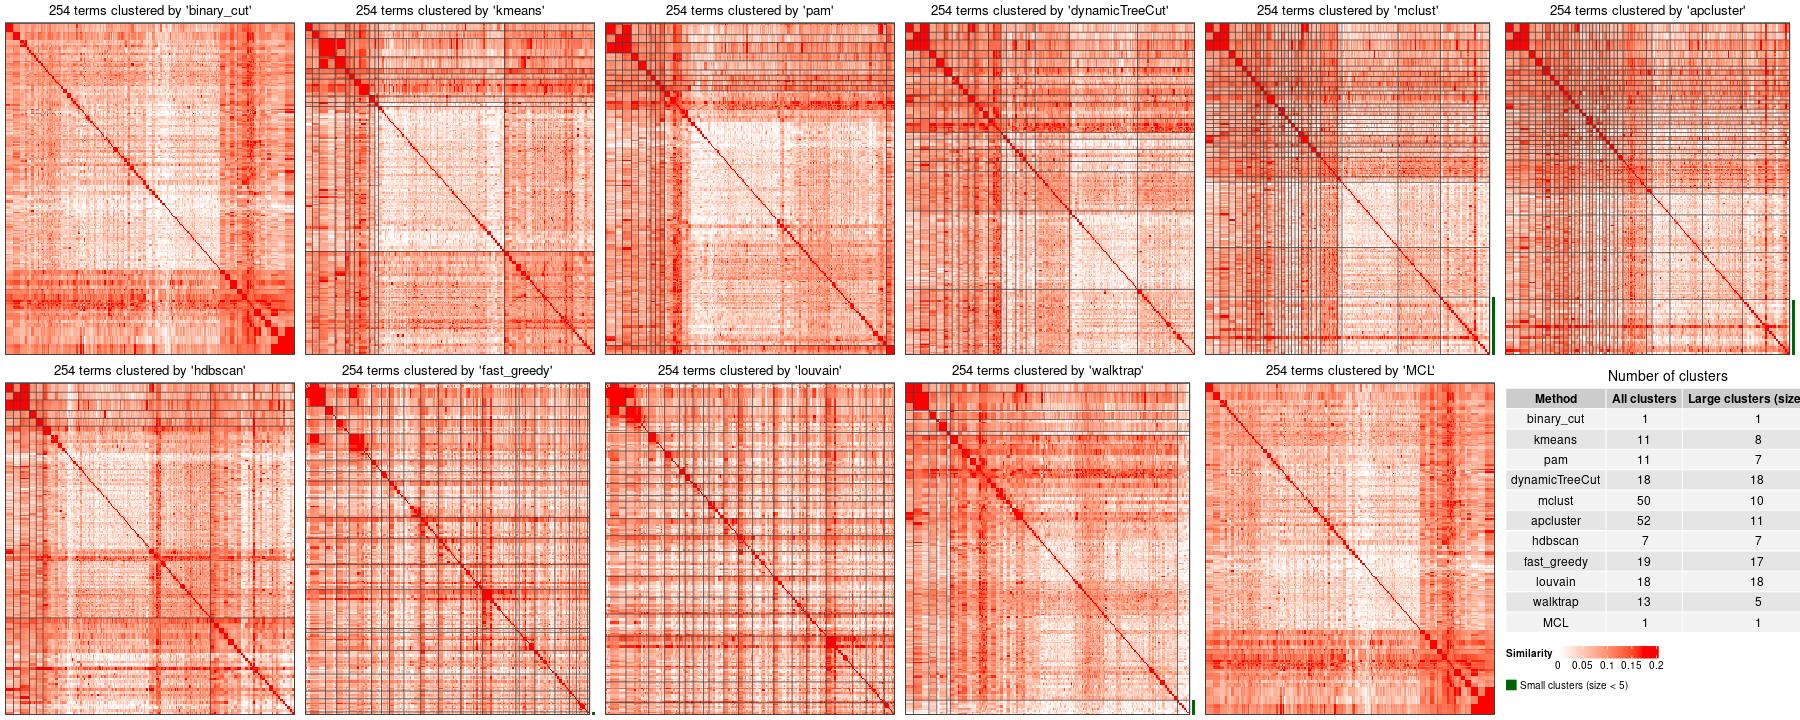 254 terms clustered by 'binary_cut'
254 terms clustered by 'kmeans'
254 terms clustered by 'pam'
254 terms clustered by 'dynamicTreeCut'
254 terms clustered by 'mclust'
254 terms clustered by 'apcluster'
254 terms clustered by 'hdbscan'
254 terms clustered by 'fast_greedy'
254 terms clustered by 'louvain'
254 terms clustered by 'walktrap'
254 terms clustered by 'MCL'
Number of clusters
Method All clusters Large clusters (size
binary_cut 1 1
kmeans 11 8
pam 11 7
dynamicTreeCut 18 18
mclust 50 10
apcluster 52 11
hdbscan 7 7
fast_greedy 19 17
louvain 18 18
walktrap 13 5
MCL 1 1
Similarity
0 0.05 0.1 0.15 0.2
Small clusters (size < 5)